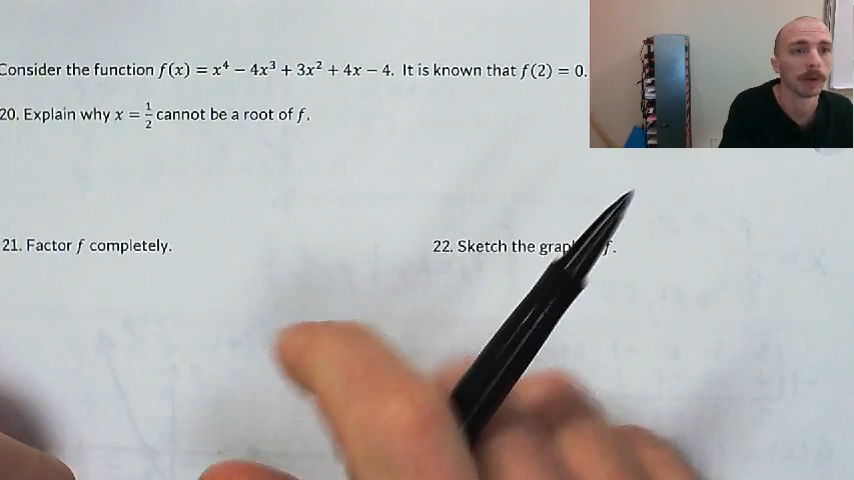 Consider the function f(x) = x⁴ − 4x³ + 3x² + 4x − 4. It is known that f(2) = 0.
20. Explain why x = 1/2 cannot be a root of f.
21. Factor f completely.
22. Sketch the grap f.